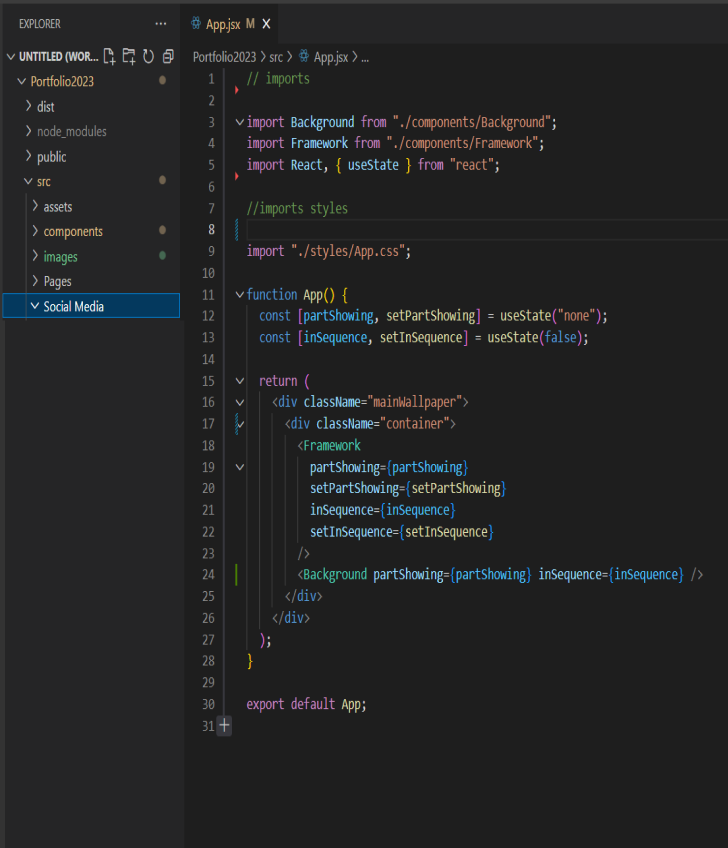 EXPLORER
UNTITLED (WOR...
Portfolio2023
dist
node_modules
public
src
assets
components
images
Pages
Social Media
App.jsx M X
Portfolio2023 > src > App.jsx > ...
1 // imports
2
3 import Background from "./components/Background";
4 import Framework from "./components/Framework";
5 import React, { useState } from "react";
6
7 //imports styles
8
9 import "./styles/App.css";
10
11 function App() {
12 const [partShowing, setPartShowing] = useState("none");
13 const [inSequence, setInSequence] = useState(false);
14
15 return (
16 <div className="mainWallpaper">
17 <div className="container">
18 <Framework
19 partShowing={partShowing}
20 setPartShowing={setPartShowing}
21 inSequence={inSequence}
22 setInSequence={setInSequence}
23 />
24 <Background partShowing={partShowing} inSequence={inSequence} />
25 </div>
26 </div>
27 );
28 }
29
30 export default App;
31